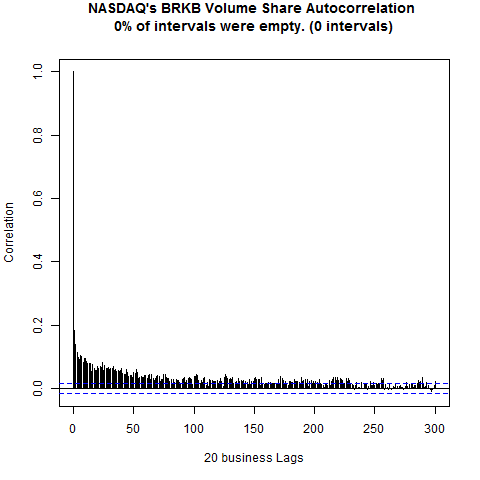 NASDAQ's BRKB Volume Share Autocorrelation
0% of intervals were empty. (0 intervals)
Correlation
1.0
0.8
0.6
0.4
0.2
0.0
0 50 100 150 200 250 300
20 business Lags